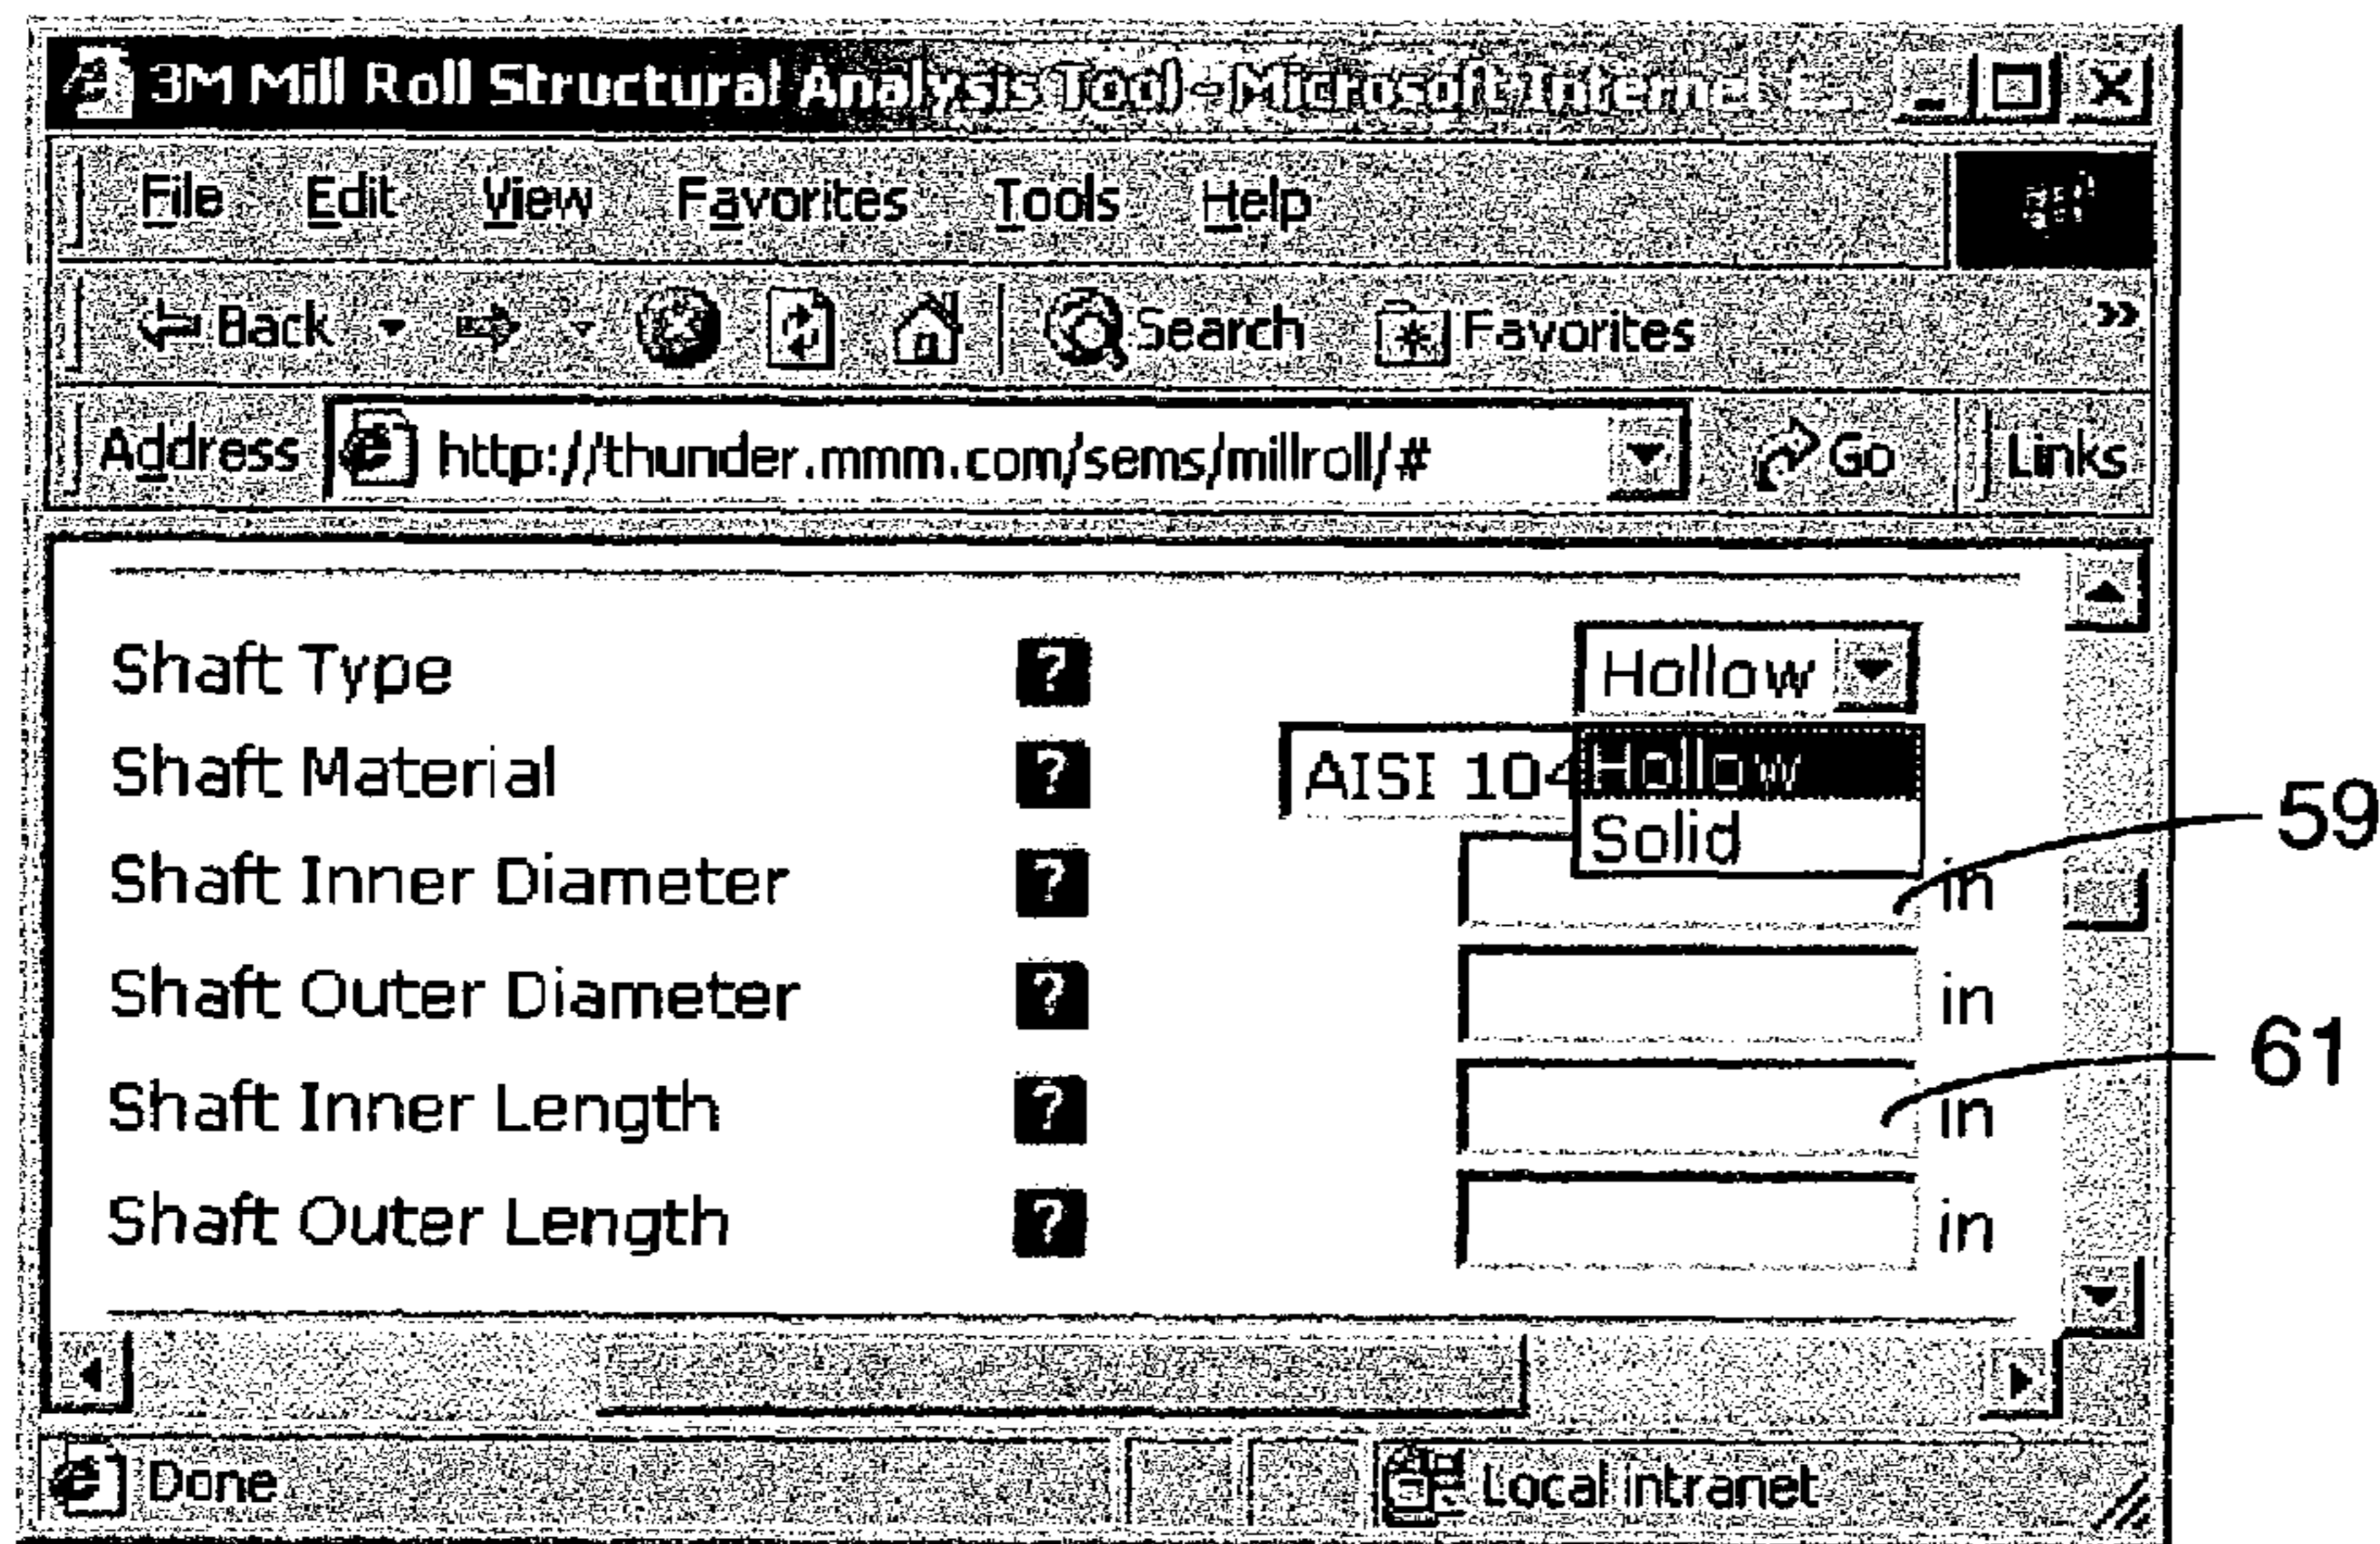 3M Mill Roll Structural Analysis Tool - Microsoft Internet E...
File Edit View Favorites Tools Help
Back Search Favorites »
Address http://thunder.mmm.com/sems/millroll/# Go Links
Shaft Type ? Hollow
Shaft Material ? AISI 104 Hollow
Solid
59
Shaft Inner Diameter ? in
Shaft Outer Diameter ? in
61
Shaft Inner Length ? in
Shaft Outer Length ? in
Done Local intranet